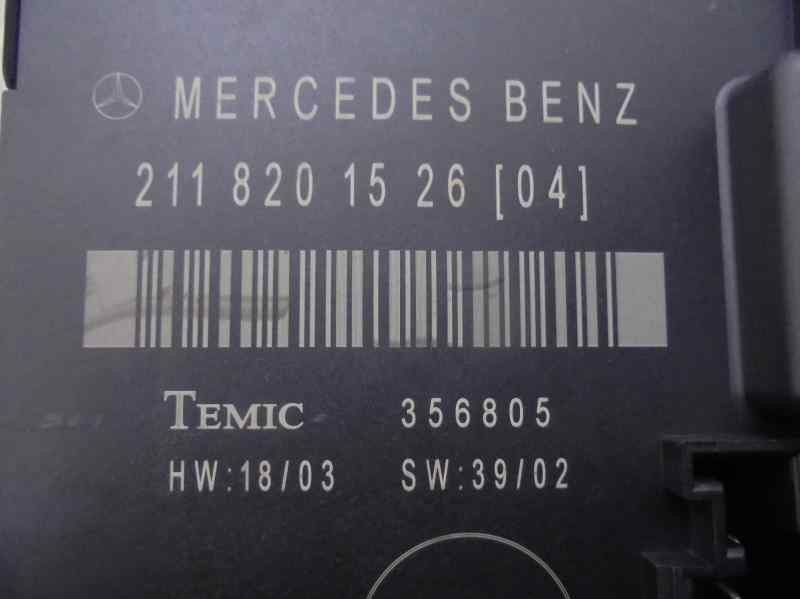 MERCEDES BENZ
211 820 15 26 [04]
TEMIC 356805
HW:18/03 SW:39/02